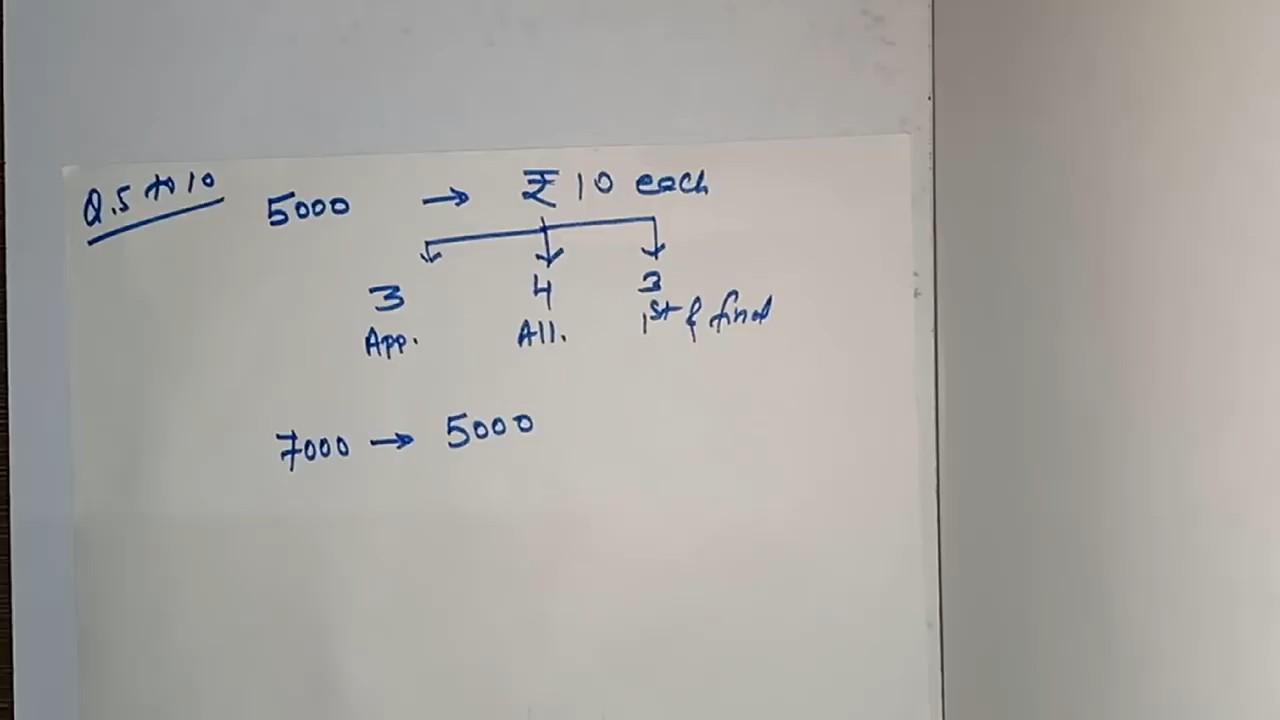 Q.5 to 10
5000 → ₹ 10 each
3 4 3
App. All. 1st & final
7000 → 5000